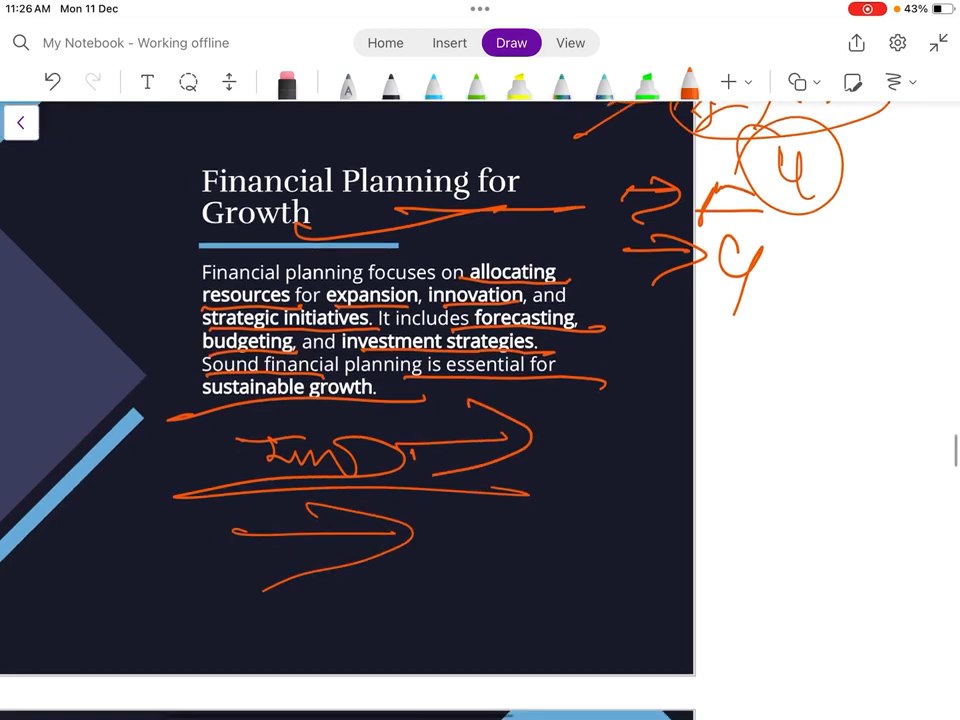 11:26 AM Mon 11 Dec
43%
My Notebook - Working offline
Home Insert Draw View
Financial Planning for
Growth
Financial planning focuses on allocating
resources for expansion, innovation, and
strategic initiatives. It includes forecasting,
budgeting, and investment strategies.
Sound financial planning is essential for
sustainable growth.